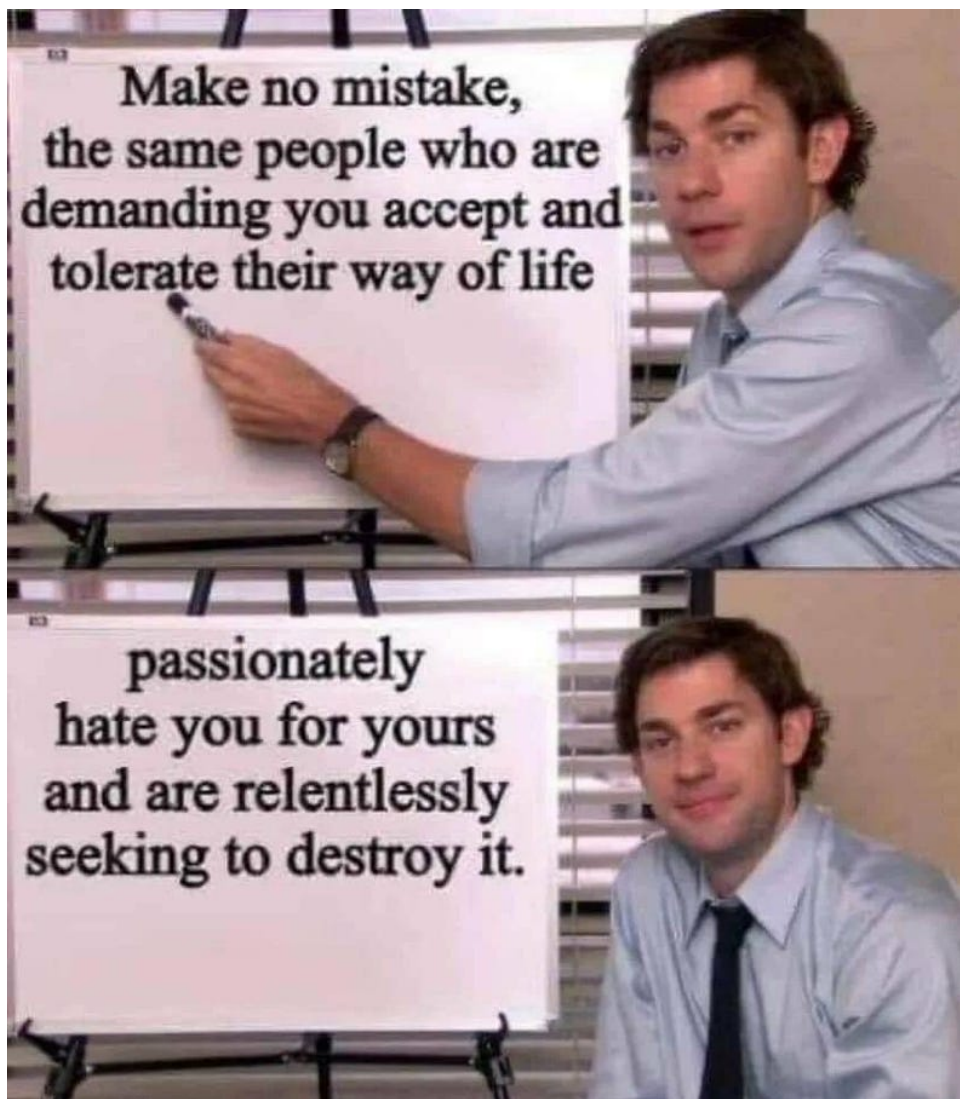 Make no mistake,
the same people who are
demanding you accept and
tolerate their way of life
passionately
hate you for yours
and are relentlessly
seeking to destroy it.